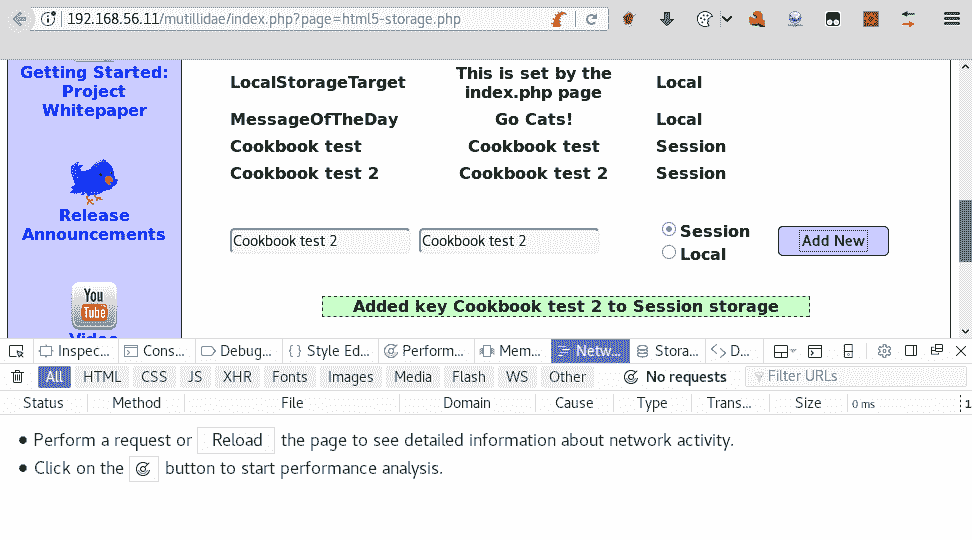 192.168.56.11/mutillidae/index.php?page=html5-storage.php
Getting Started:
Project
Whitepaper
Release
Announcements
You
Tube
Video
LocalStorageTarget This is set by the index.php page Local
MessageOfTheDay Go Cats! Local
Cookbook test Cookbook test Session
Cookbook test 2 Cookbook test 2 Session
Cookbook test 2 Cookbook test 2 Session Add New
Local
Added key Cookbook test 2 to Session storage
Inspec... Cons... Debug... { } Style Ed... Perform... Mem... Netw... Stora... D...
All HTML CSS JS XHR Fonts Images Media Flash WS Other No requests Filter URLs
Status Method File Domain Cause Type Trans... Size 0 ms 1
• Perform a request or Reload the page to see detailed information about network activity.
• Click on the button to start performance analysis.